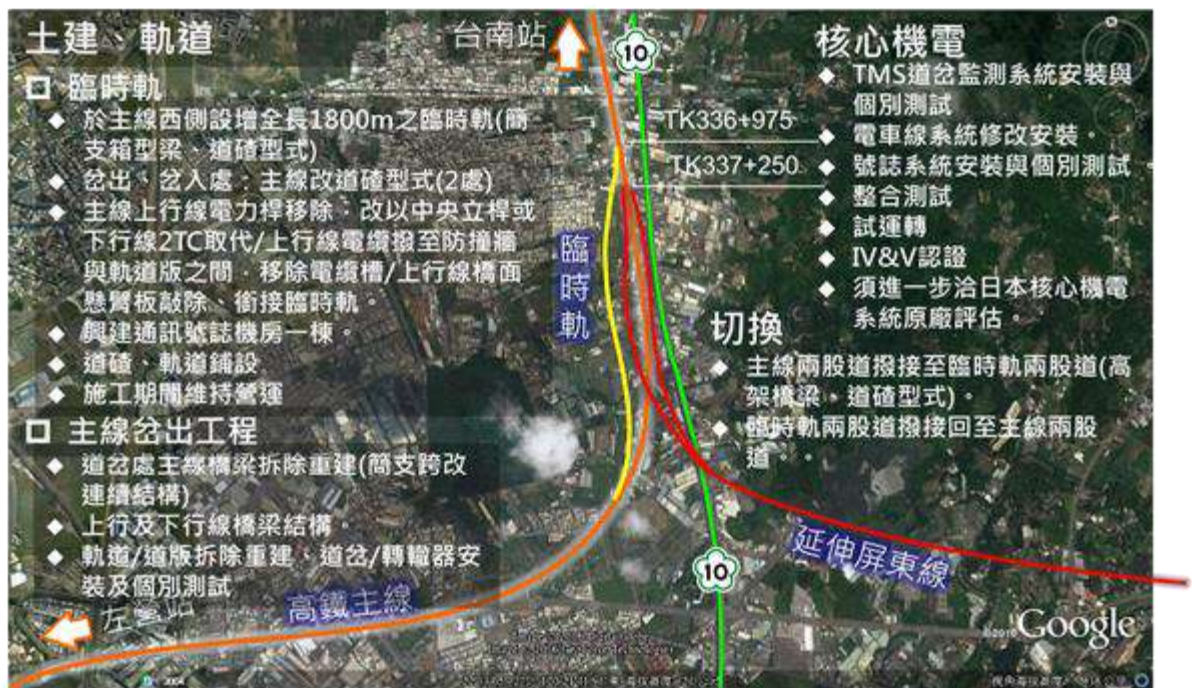 土建、軌道
臨時軌
於主線西側設增全長1800m之臨時軌(簡
支箱型梁、道碴型式)
岔出、岔入處：主線改道碴型式(2處)
主線上行線電力桿移除，改以中央立桿或
下行線2TC取代/上行線電纜撥至防撞牆
與軌道版之間，移除電纜槽/上行線橋面
懸臂板敲除、銜接臨時軌。
興建通訊號誌機房一棟。
道碴、軌道鋪設
施工期間維持營運
主線岔出工程
道岔處主線橋梁拆除重建(簡支跨改
連續結構)
上行及下行線橋梁結構。
軌道/道版拆除重建、道岔/轉轍器安
裝及個別測試
左營站
高鐵主線
台南站
10
TK336+975
TK337+250
臨時軌
核心機電
TMS道岔監測系統安裝與
個別測試
電車線系統修改安裝。
號誌系統安裝與個別測試
整合測試
試運轉
IV&V認證
須進一步洽日本核心機電
系統原廠評估。
切換
主線兩股道撥接至臨時軌兩股道(高
架橋梁、道碴型式)。
臨時軌兩股道撥接回至主線兩股
道。
延伸屏東線
10
©2010 Google